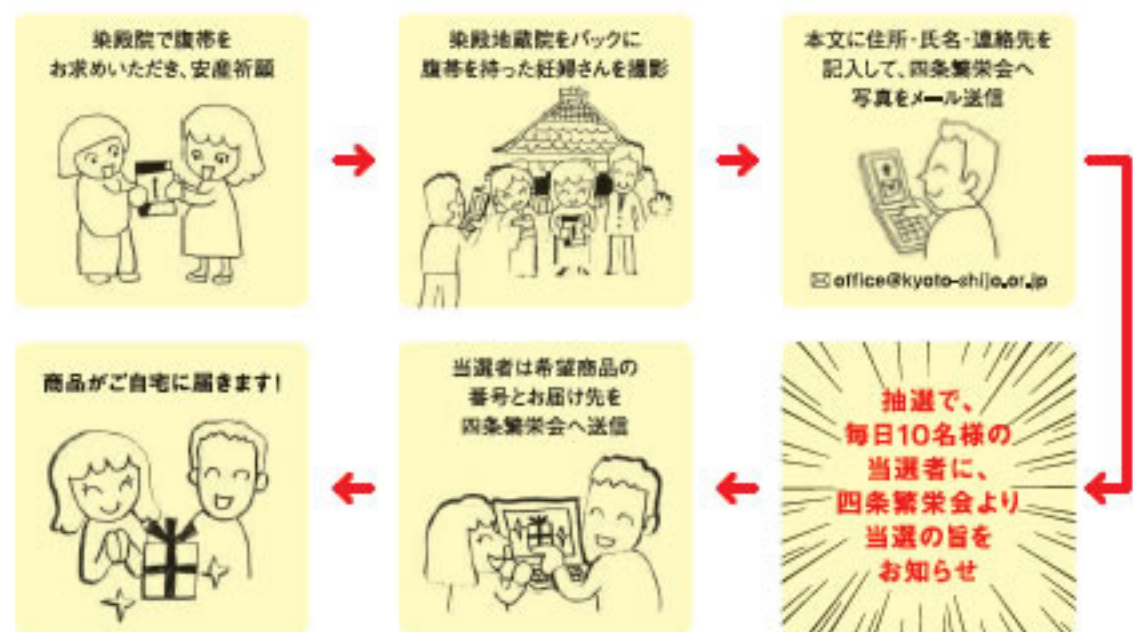 染殿院で腹帯を
お求めいただき、安産祈願
染殿地蔵院をバックに
腹帯を持った妊婦さんを撮影
本文に住所・氏名・連絡先を
記入して、四条繁栄会へ
写真をメール送信
✉office@kyoto-shijo.or.jp
抽選で、
毎日10名様の
当選者に、
四条繁栄会より
当選の旨を
お知らせ
当選者は希望商品の
番号とお届け先を
四条繁栄会へ送信
商品がご自宅に届きます!